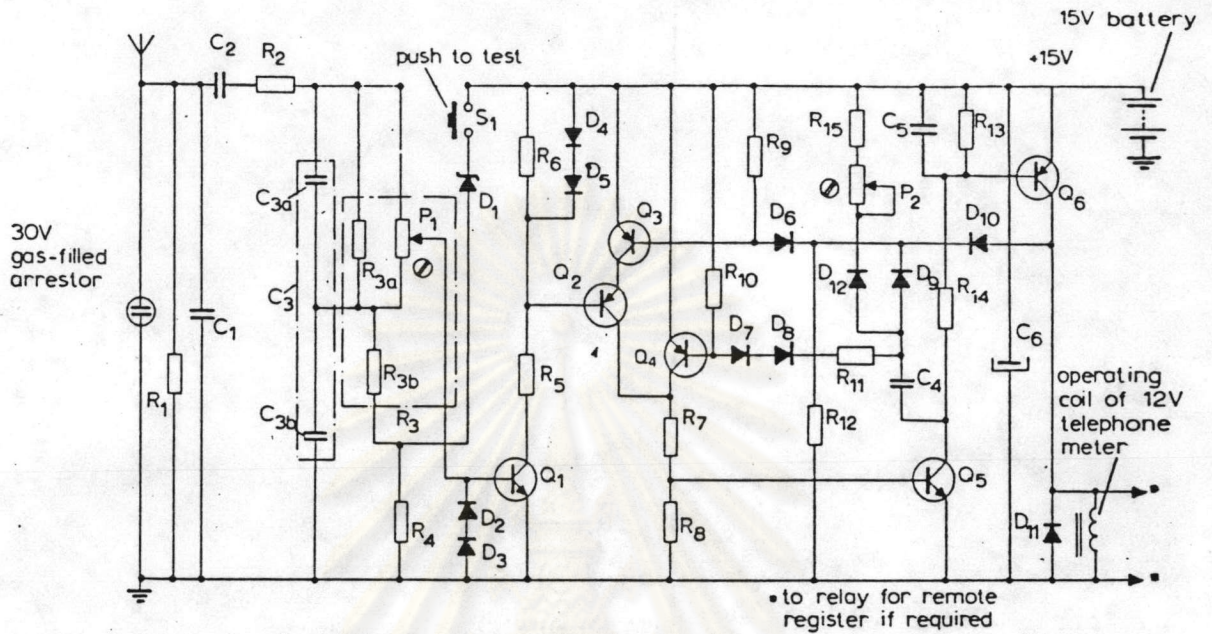 15V battery
+15V
C2
R2
push to test
S1
R6
D4
D5
R9
R15
C5
R13
Q6
C3a
P1
D1
Q3
D6
P2
D10
30V
gas-filled
arrestor
C3
R3a
Q2
R10
D12
D9
R14
C1
Q4
D7
D8
C6
R1
R3b
R5
R11
C4
operating
coil of 12V
telephone
meter
C3b
R3
R7
R12
Q1
Q5
R4
D2
D3
R8
D11
• to relay for remote
register if required